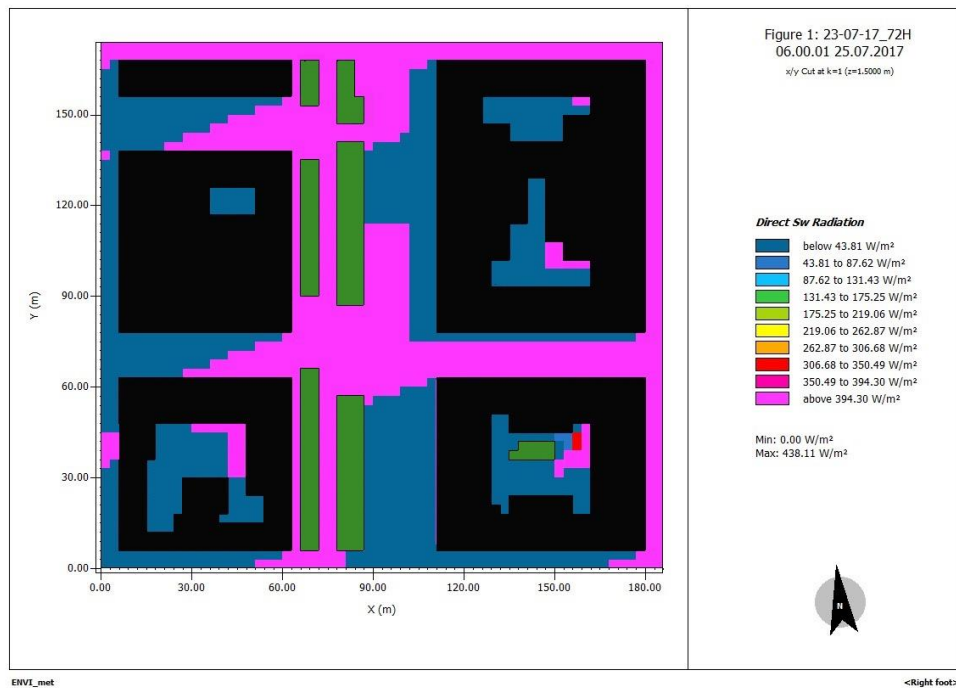 Figure 1: 23-07-17_72H
06.00.01 25.07.2017
x/y Cut at k=1 (z=1.5000 m)
150.00
120.00
90.00
60.00
30.00
0.00
Y (m)
0.00 30.00 60.00 90.00 120.00 150.00 180.00
X (m)
Direct Sw Radiation
below 43.81 W/m²
43.81 to 87.62 W/m²
87.62 to 131.43 W/m²
131.43 to 175.25 W/m²
175.25 to 219.06 W/m²
219.06 to 262.87 W/m²
262.87 to 306.68 W/m²
306.68 to 350.49 W/m²
350.49 to 394.30 W/m²
above 394.30 W/m²
Min: 0.00 W/m²
Max: 438.11 W/m²
N
ENVI_met
<Right foot>